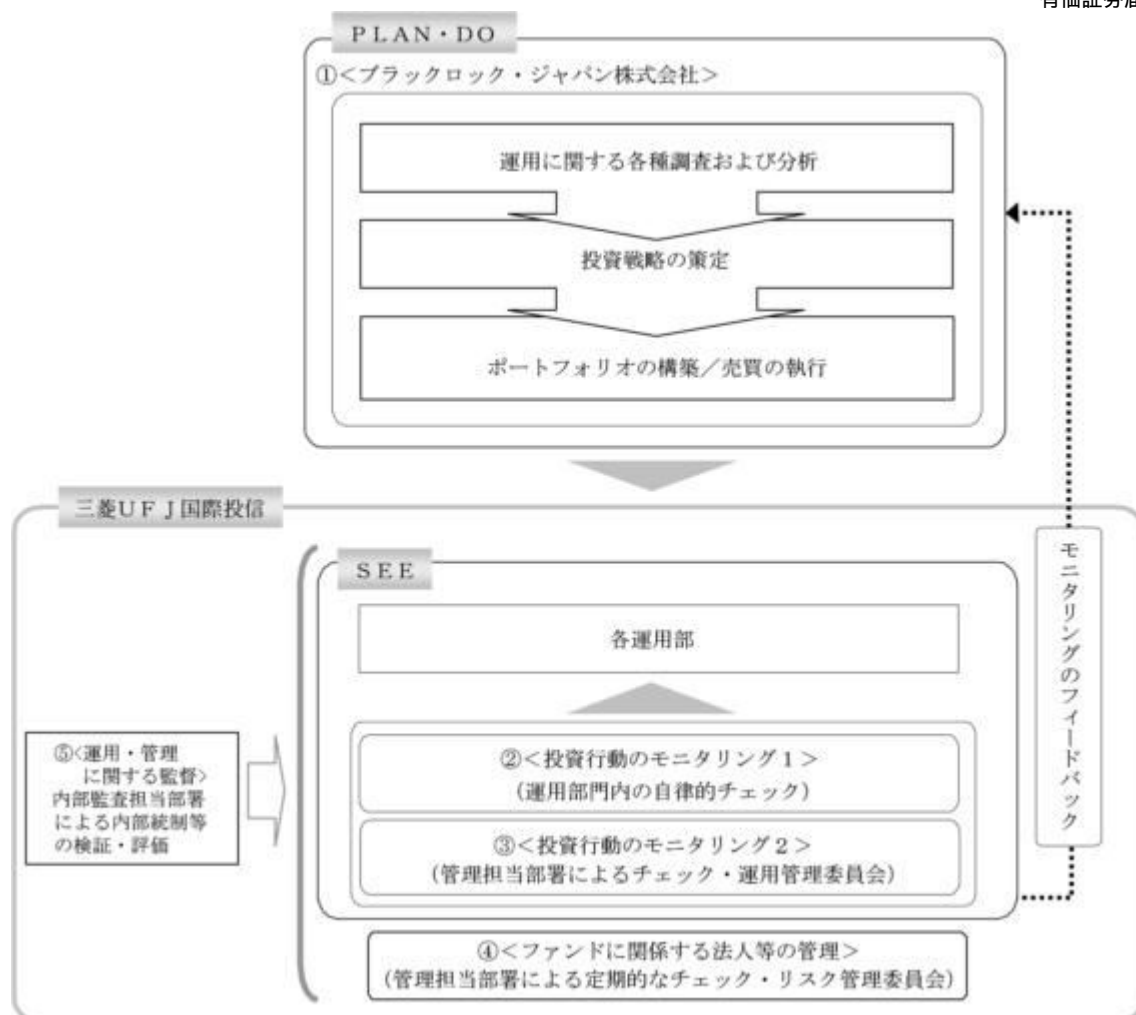 PLAN・DO
①<ブラックロック・ジャパン株式会社>
運用に関する各種調査および分析
投資戦略の策定
ポートフォリオの構築／売買の執行
三菱UFJ国際投信
SEE
各運用部
②<投資行動のモニタリング1>
(運用部門内の自律的チェック)
③<投資行動のモニタリング2>
(管理担当部署によるチェック・運用管理委員会)
④<ファンドに関係する法人等の管理>
(管理担当部署による定期的なチェック・リスク管理委員会)
⑤<運用・管理
に関する監督>
内部監査担当部署
による内部統制等
の検証・評価
モニタリングのフィードバック